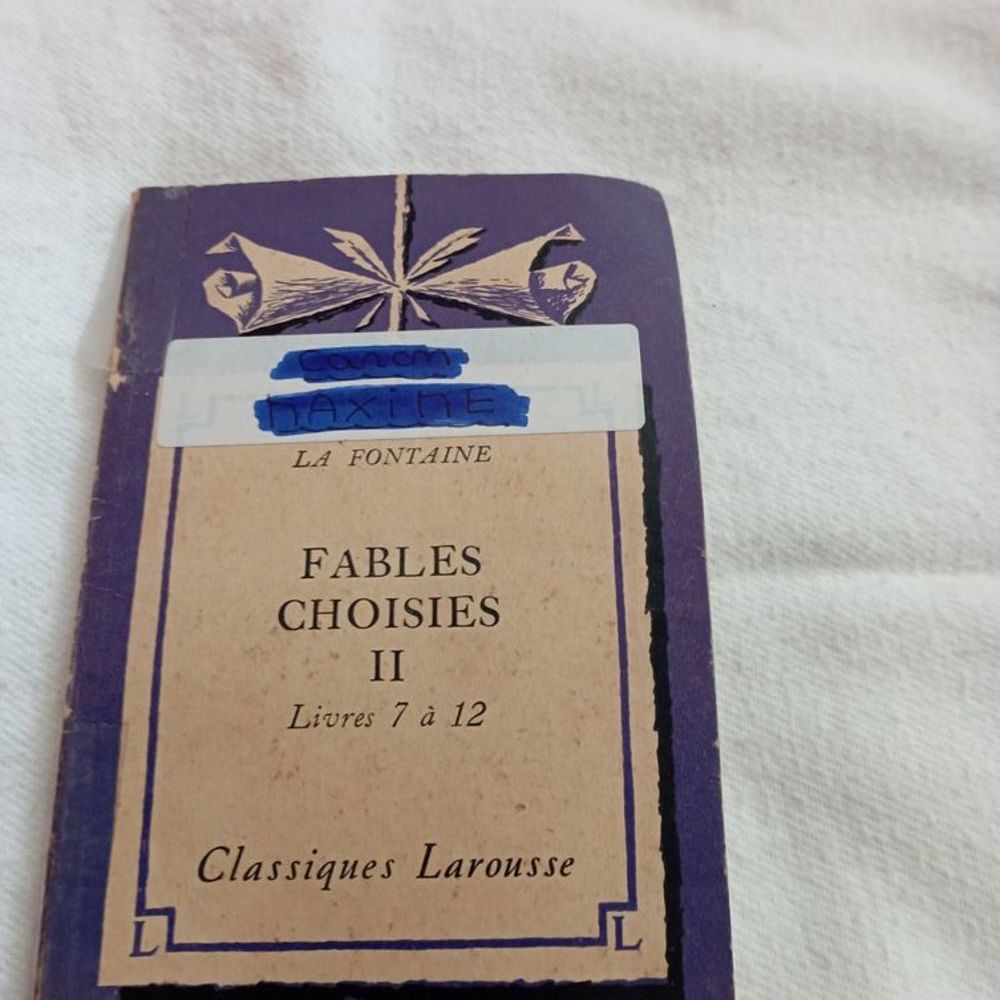 MAXIME
LA FONTAINE
FABLES
CHOISIES
II
Livres 7 à 12
Classiques Larousse
L L